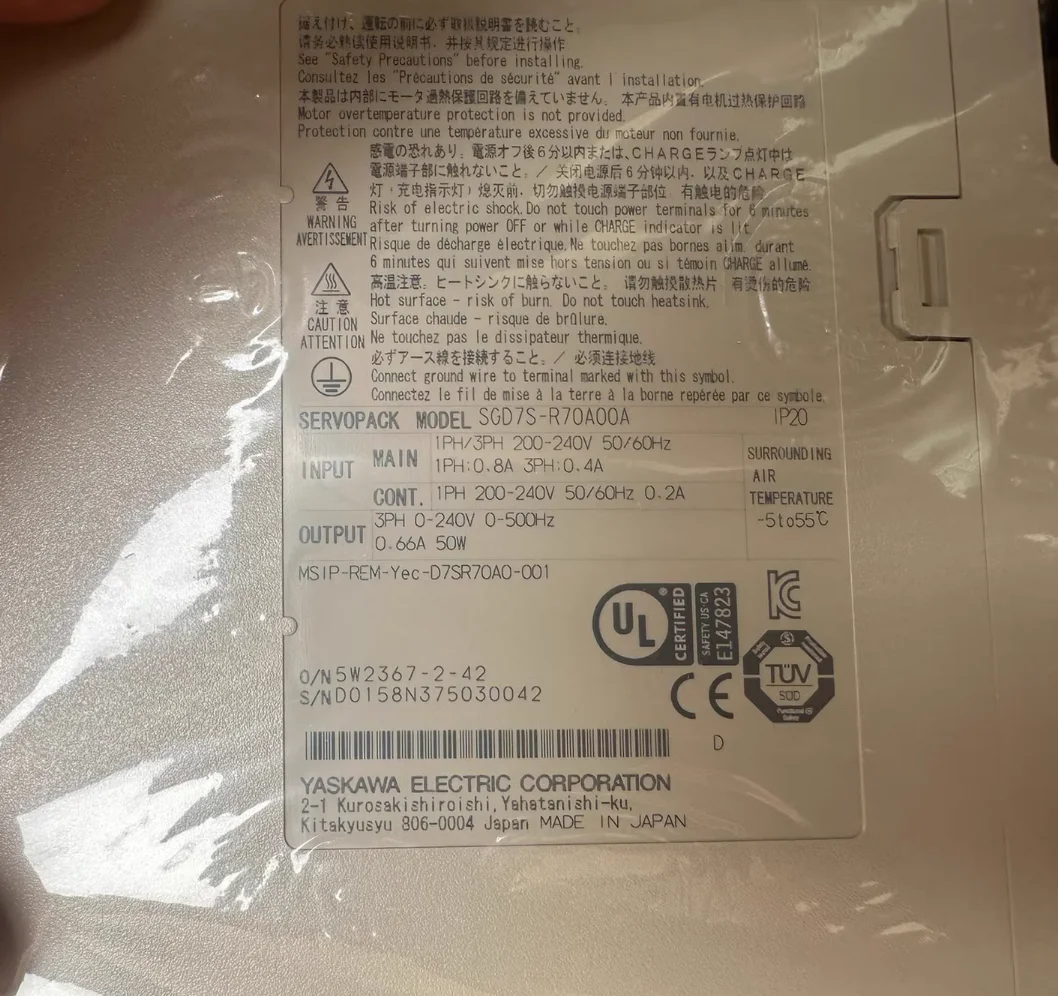 据え付け、運転の前に必ず取扱説明書を読むこと。
请务必熟读使用说明书，并按其规定进行操作
See "Safety Precautions" before installing.
Consultez les "Précautions de sécurité" avant l'installation.
本製品は内部にモータ過熱保護回路を備えていません。 本产品内置有电机过热保护回路
Motor overtemperature protection is not provided.
Protection contre une température excessive du moteur non fournie.
感電の恐れあり。電源オフ後6分以内または、CHARGEランプ点灯中は
電源端子部に触れないこと。／ 关闭电源后6分钟以内，以及CHARGE
灯（充电指示灯）熄灭前，切勿触摸电源端子部位，有触电的危险
警告
WARNING
AVERTISSEMENT
Risk of electric shock. Do not touch power terminals for 6 minutes
after turning power OFF or while CHARGE indicator is lit.
Risque de décharge électrique. Ne touchez pas bornes alim. durant
6 minutes qui suivent mise hors tension ou si témoin CHARGE allumé.
高温注意。ヒートシンクに触らないこと。 请勿触摸散热片，有烫伤的危险
注意
CAUTION
ATTENTION
Hot surface - risk of burn. Do not touch heatsink.
Surface chaude - risque de brûlure.
Ne touchez pas le dissipateur thermique.
必ずアース線を接続すること。／ 必须连接地线
Connect ground wire to terminal marked with this symbol.
Connectez le fil de mise à la terre à la borne repérée par ce symbole.
SERVOPACK MODEL SGD7S-R70A00A IP20
INPUT
MAIN
1PH/3PH 200-240V 50/60Hz
1PH:0.8A 3PH:0.4A
CONT. 1PH 200-240V 50/60Hz 0.2A
SURROUNDING
AIR
TEMPERATURE
-5to55℃
OUTPUT
3PH 0-240V 0-500Hz
0.66A 50W
MSIP-REM-Yec-D7SR70A0-001
UL ® CERTIFIED
SAFETY US-CA
E147823
KC
TÜV
SÜD
Functional
Safety
CE
O/N 5W2367-2-42
S/N D0158N375030042
D
YASKAWA ELECTRIC CORPORATION
2-1 Kurosakishiroishi, Yahatanishi-ku,
Kitakyusyu 806-0004 Japan MADE IN JAPAN